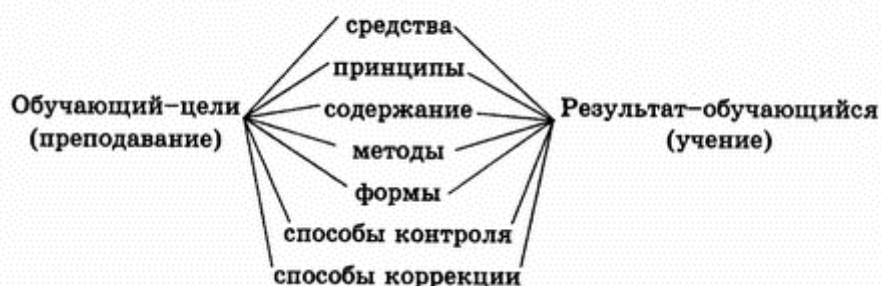 средства
принципы
Обучающий–цели
(преподавание)
содержание
методы
формы
способы контроля
способы коррекции
Результат–обучающийся
(учение)